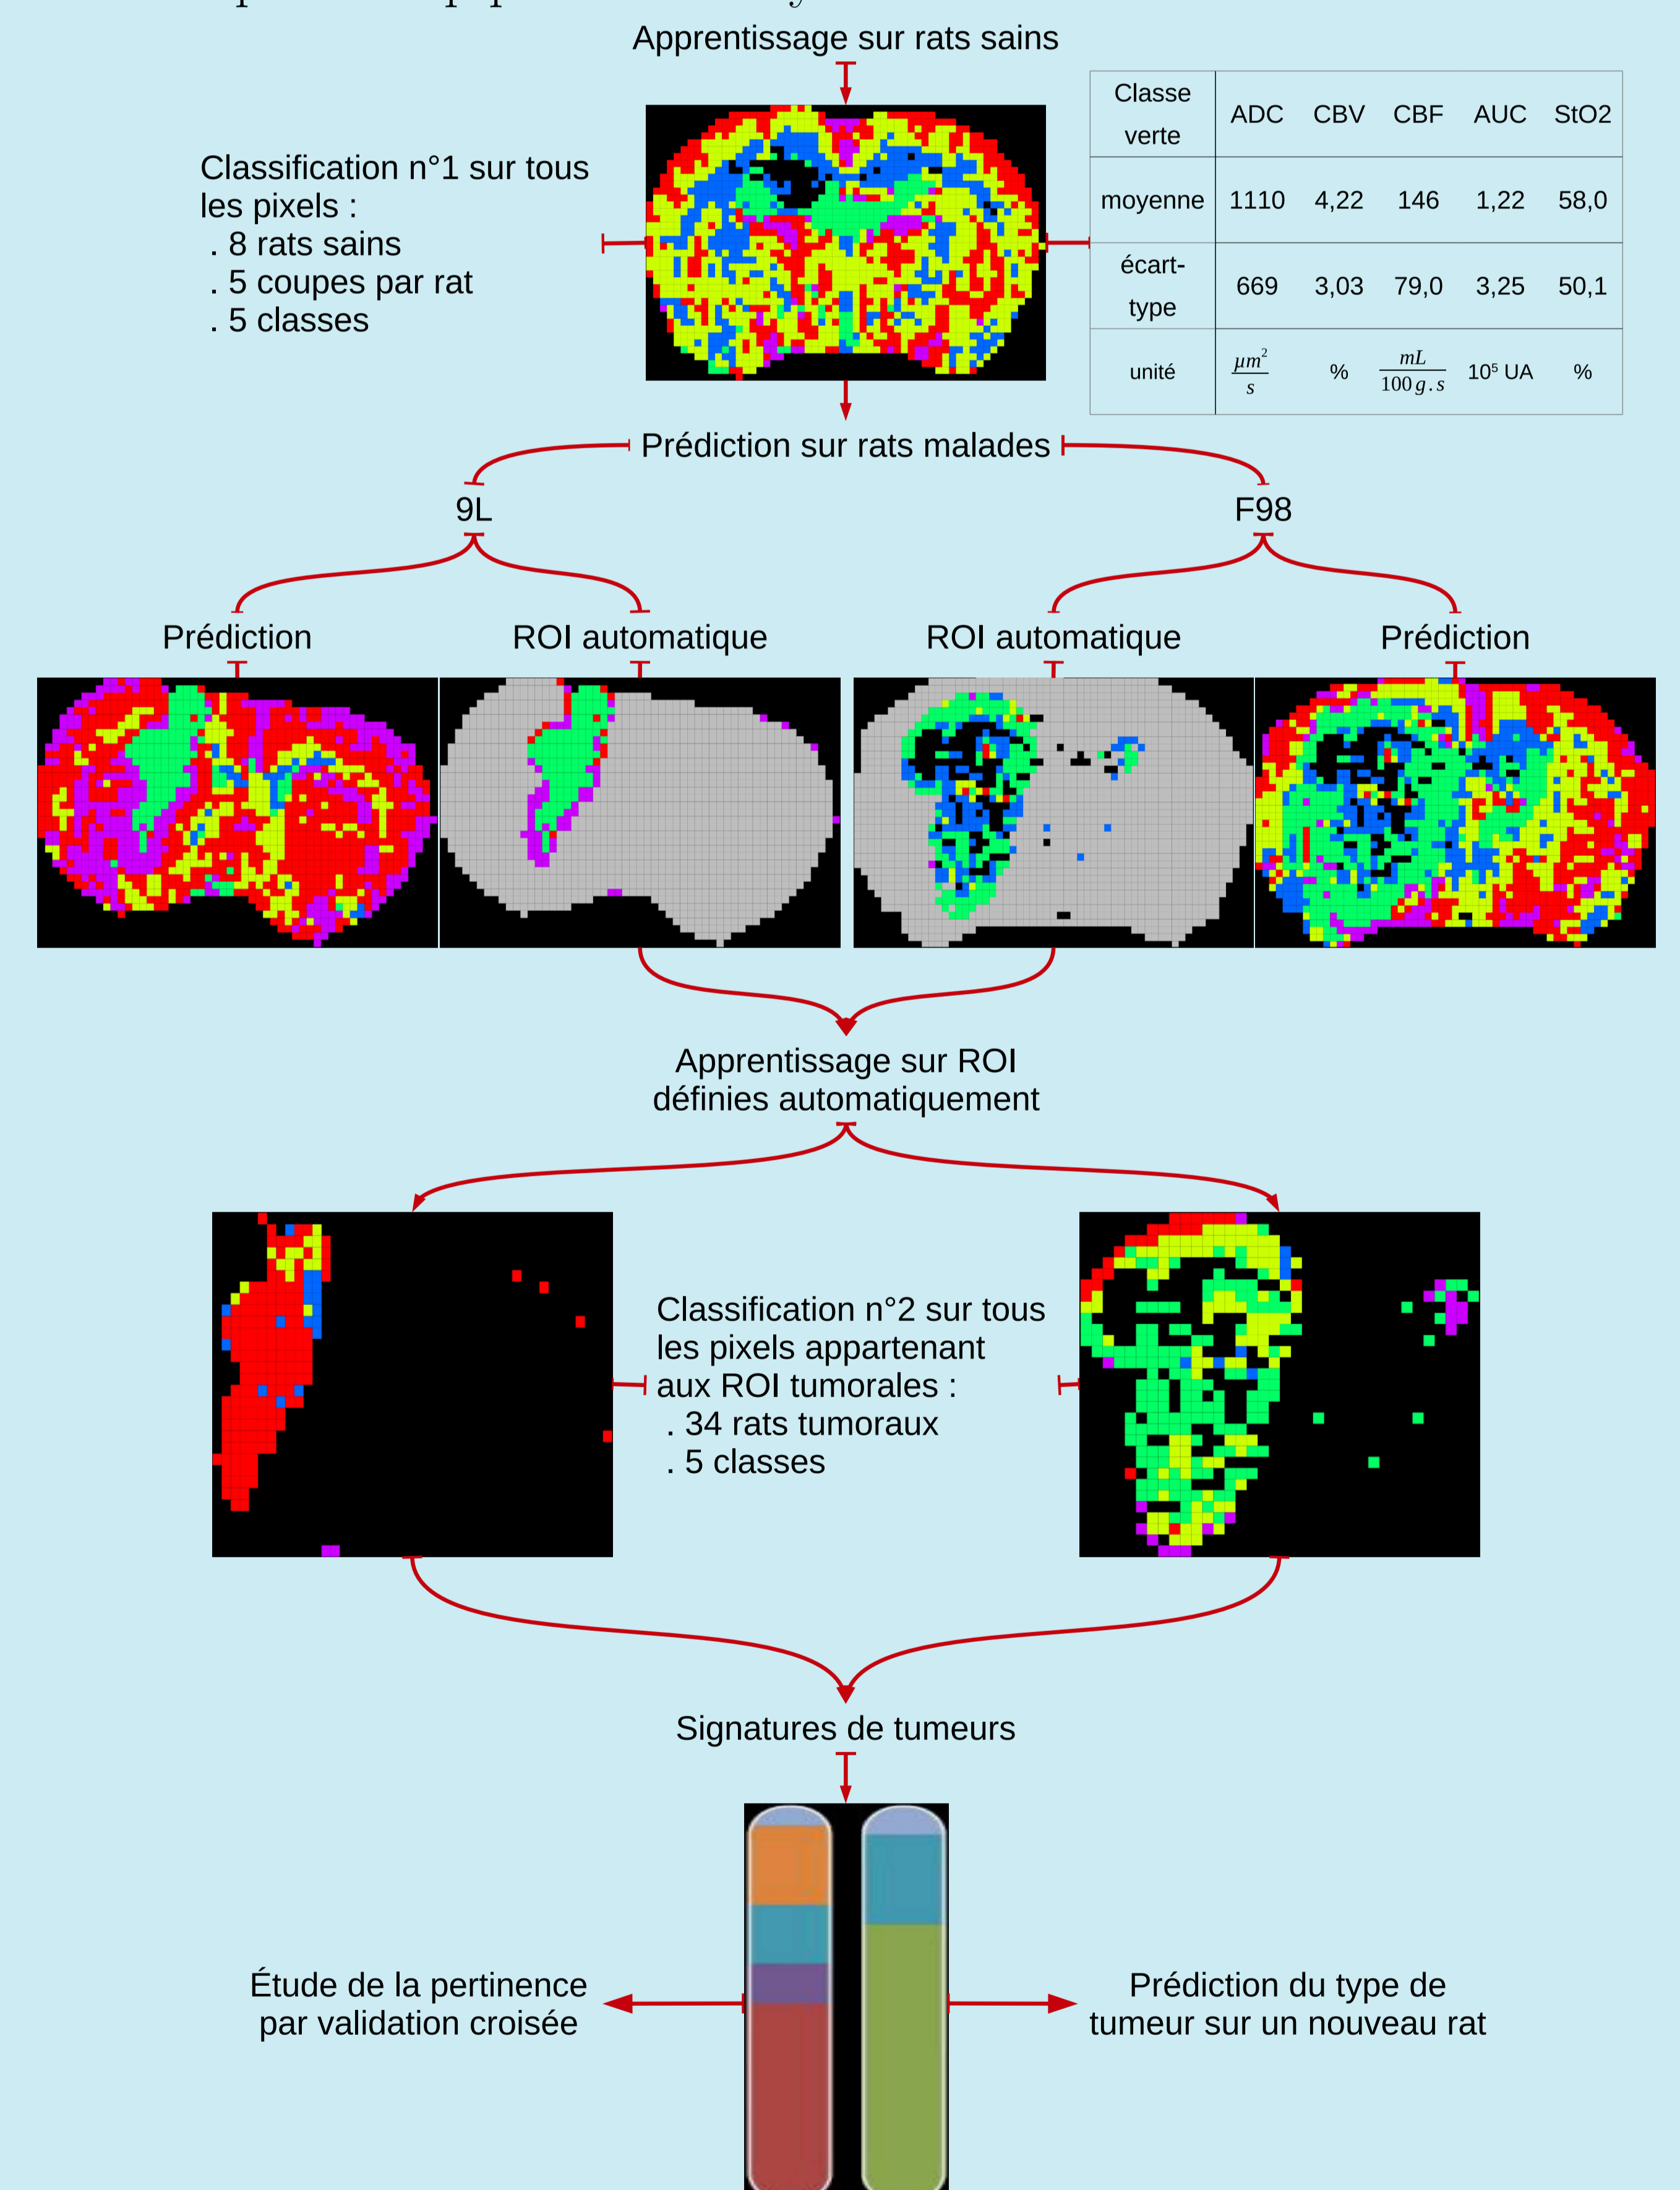 Apprentissage sur rats sains
Classification n°1 sur tous
les pixels :
. 8 rats sains
. 5 coupes par rat
. 5 classes
Classe verte ADC CBV CBF AUC StO2
moyenne 1110 4,22 146 1,22 58,0
écart-type 669 3,03 79,0 3,25 50,1
unité µm²/s % mL/100 g.s 10⁵ UA %
Prédiction sur rats malades
9L
F98
Prédiction
ROI automatique
ROI automatique
Prédiction
Apprentissage sur ROI
définies automatiquement
Classification n°2 sur tous
les pixels appartenant
aux ROI tumorales :
. 34 rats tumoraux
. 5 classes
Signatures de tumeurs
Étude de la pertinence
par validation croisée
Prédiction du type de
tumeur sur un nouveau rat